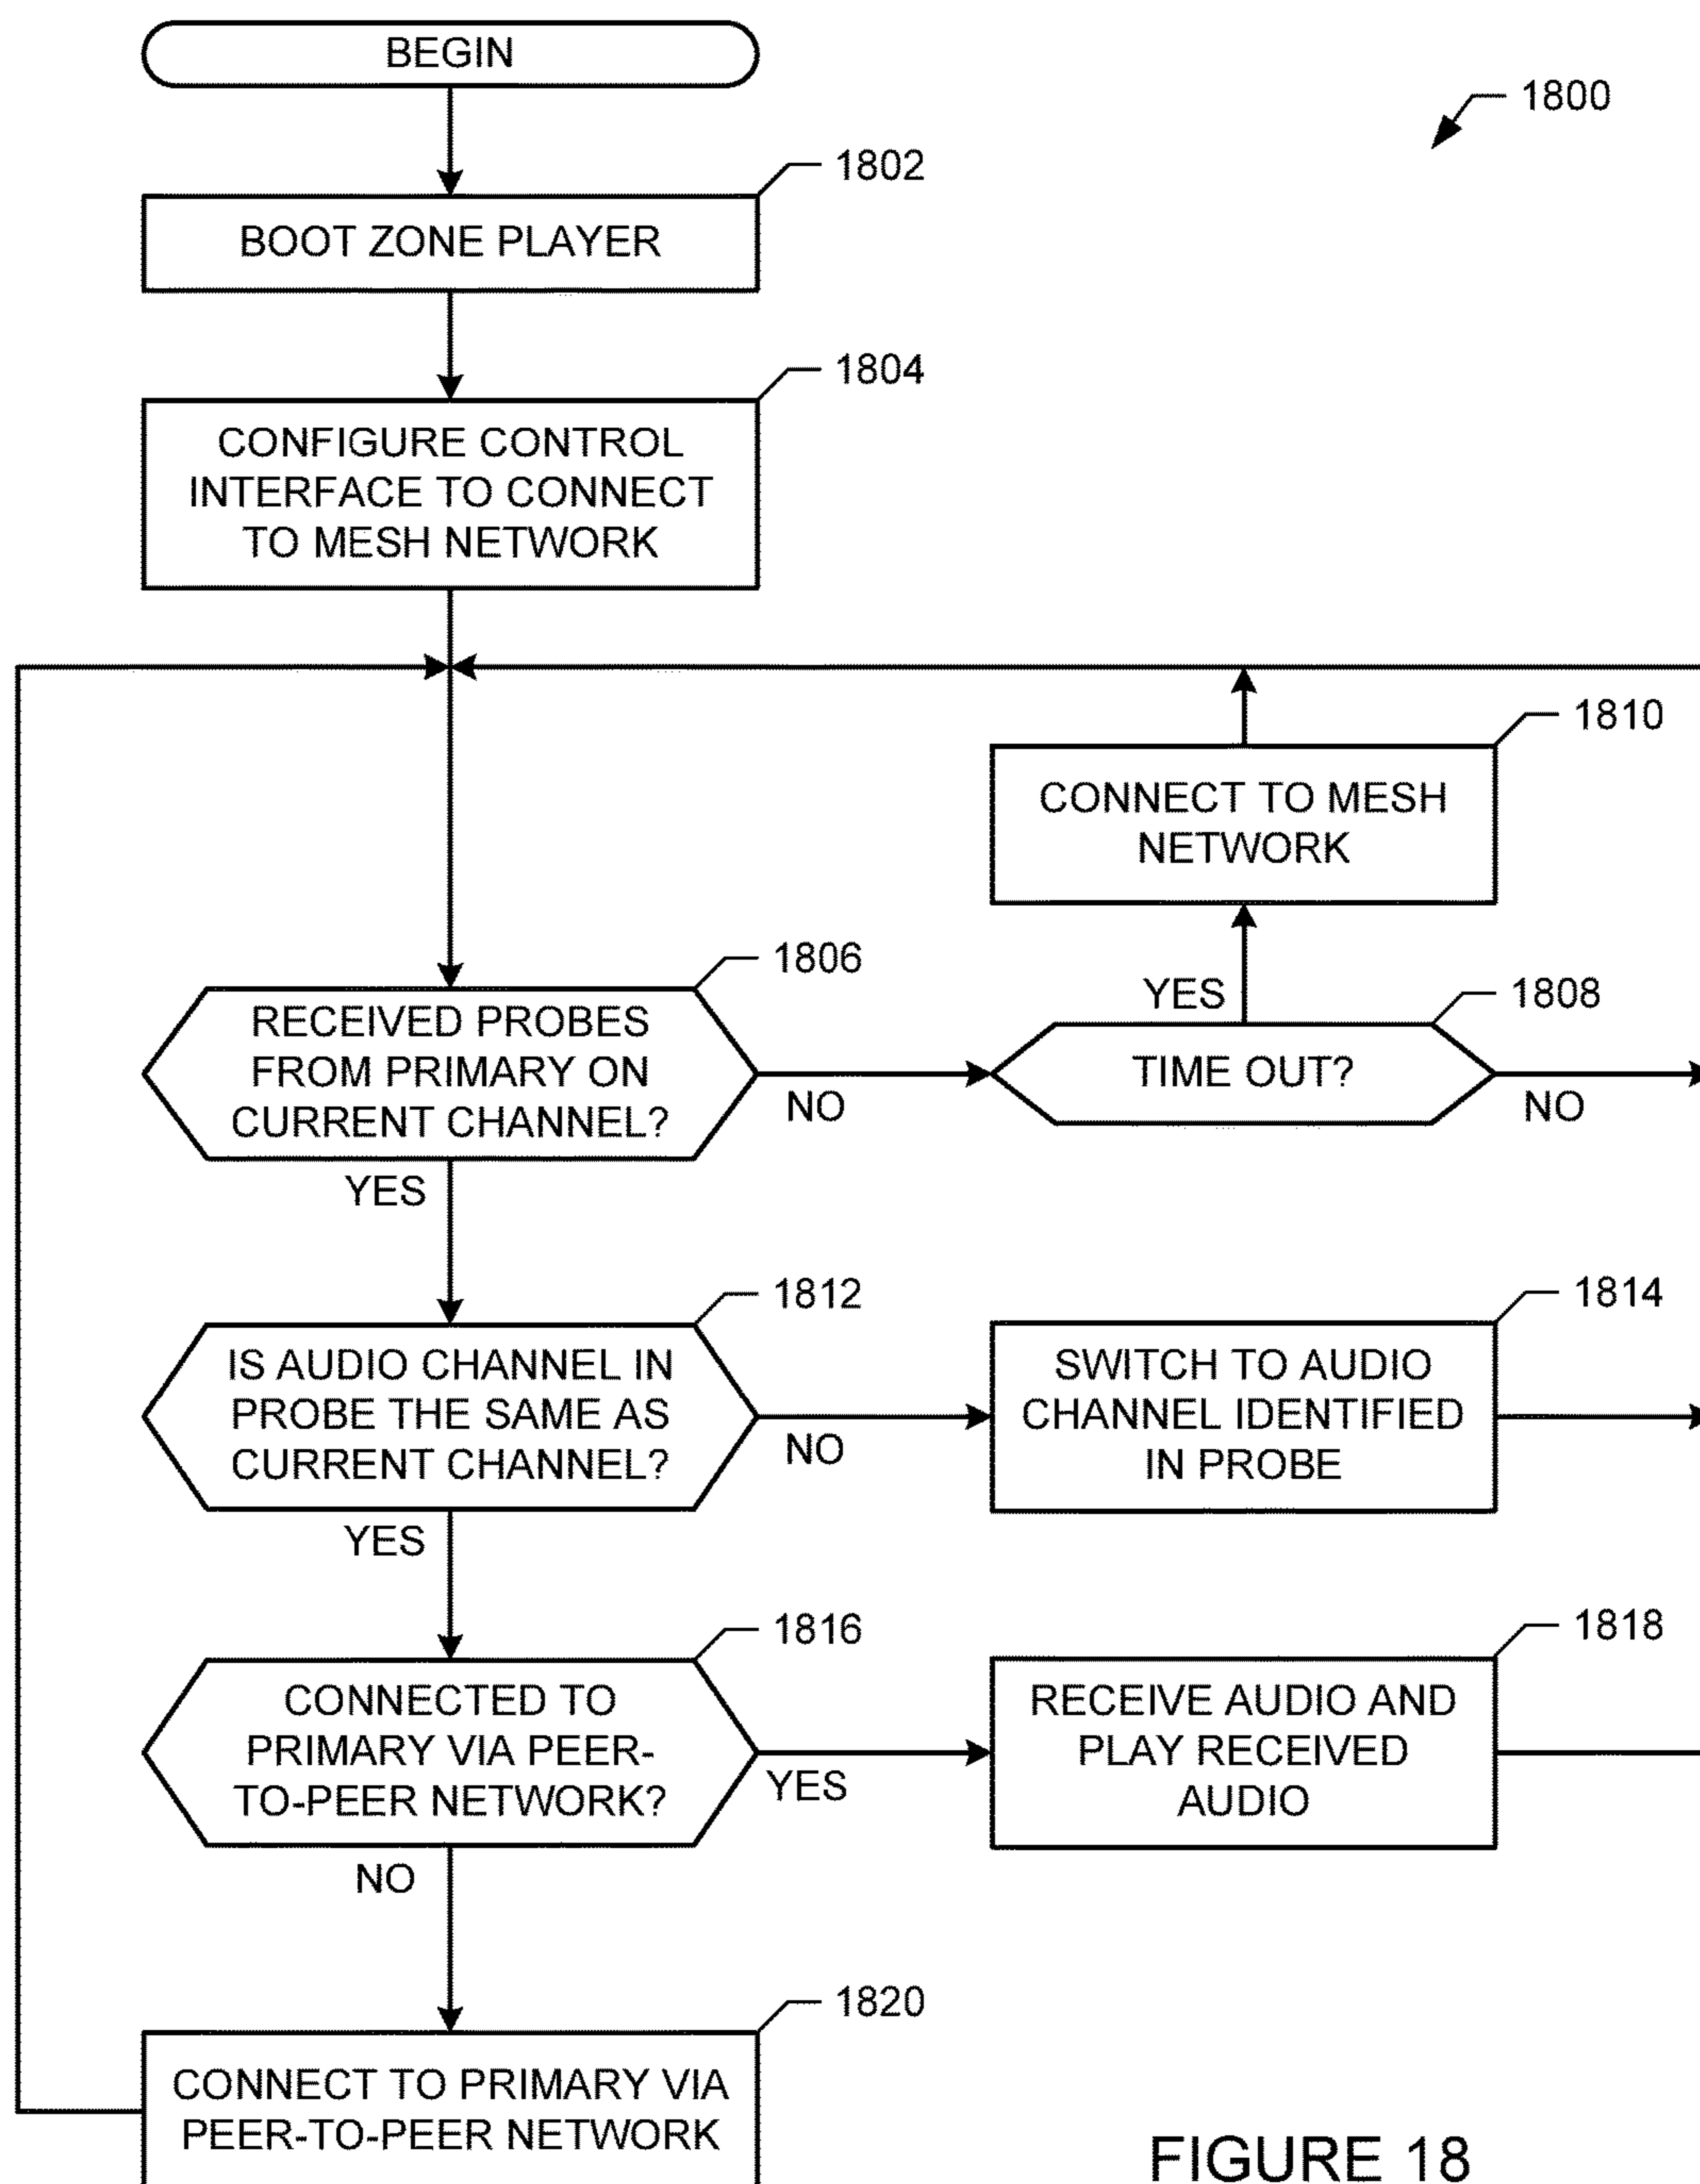 BEGIN
1800
1802
BOOT ZONE PLAYER
1804
CONFIGURE CONTROL
INTERFACE TO CONNECT
TO MESH NETWORK
1810
CONNECT TO MESH
NETWORK
1806
RECEIVED PROBES
FROM PRIMARY ON
CURRENT CHANNEL?
NO
YES
YES
1808
TIME OUT?
NO
1812
IS AUDIO CHANNEL IN
PROBE THE SAME AS
CURRENT CHANNEL?
NO
YES
1814
SWITCH TO AUDIO
CHANNEL IDENTIFIED
IN PROBE
1816
CONNECTED TO
PRIMARY VIA PEER-
TO-PEER NETWORK?
YES
NO
1818
RECEIVE AUDIO AND
PLAY RECEIVED
AUDIO
1820
CONNECT TO PRIMARY VIA
PEER-TO-PEER NETWORK
FIGURE 18